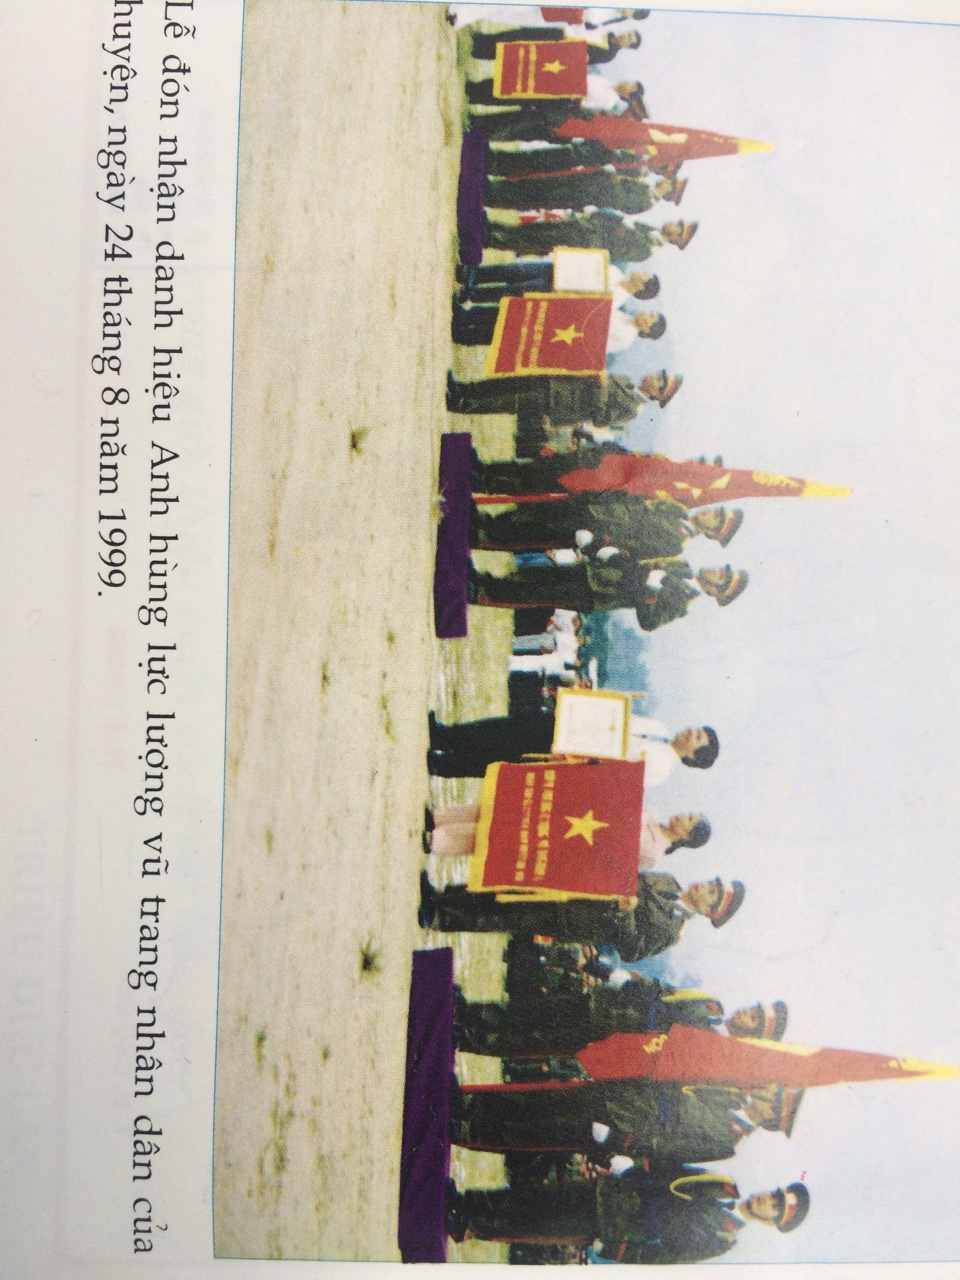 Lễ đón nhận danh hiệu Anh hùng lực lượng vũ trang nhân dân của
huyện, ngày 24 tháng 8 năm 1999.